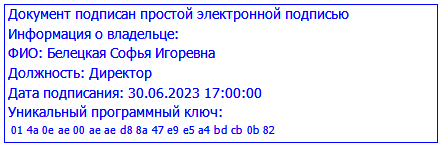 Документ подписан простой электронной подписью
Информация о владельце:
ФИО: Белецкая Софья Игоревна
Должность: Директор
Дата подписания: 30.06.2023 17:00:00
Уникальный программный ключ:
01 4a 0e ae 00 ae ae d8 8a 47 e9 e5 a4 bd cb 0b 82